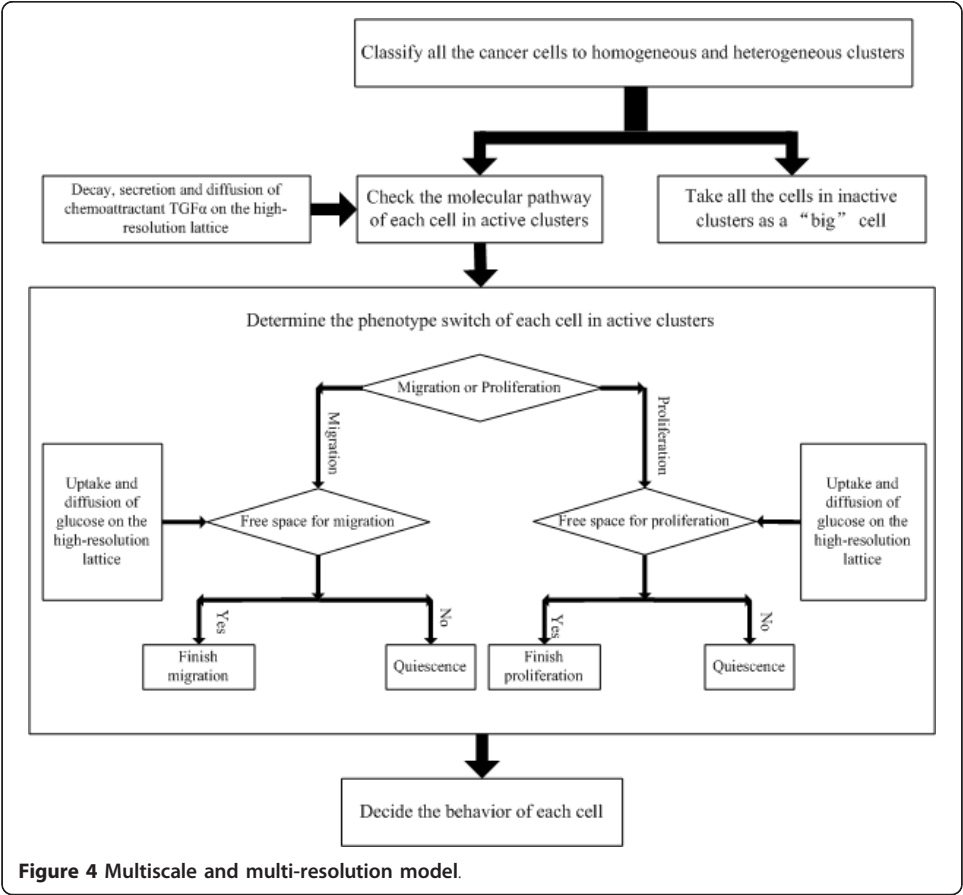 Classify all the cancer cells to homogeneous and heterogeneous clusters
Decay, secretion and diffusion of
chemoattractant TGFα on the high-
resolution lattice
Check the molecular pathway
of each cell in active clusters
Take all the cells in inactive
clusters as a “big” cell
Determine the phenotype switch of each cell in active clusters
Migration or Proliferation
Migration
Proliferation
Uptake and
diffusion of
glucose on the
high-resolution
lattice
Free space for migration
Free space for proliferation
Uptake and
diffusion of
glucose on the
high-resolution
lattice
Yes
No
Yes
No
Finish
migration
Quiescence
Finish
proliferation
Quiescence
Decide the behavior of each cell
Figure 4 Multiscale and multi-resolution model.